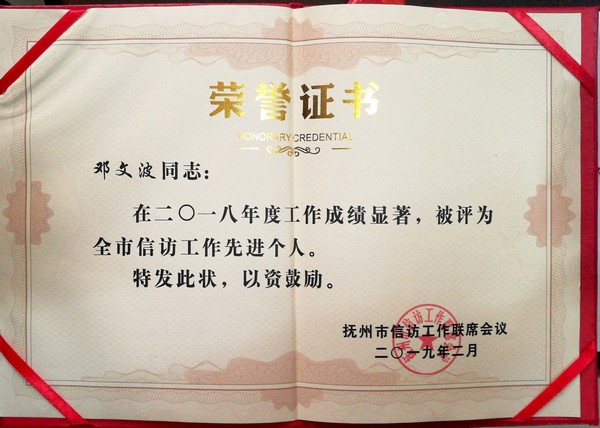 荣誉证书
HONORARY CREDENTIAL
邓文波同志：
在二〇一八年度工作成绩显著，被评为
全市信访工作先进个人。
特发此状，以资鼓励。
抚州市信访工作联席会议
二〇一九年二月